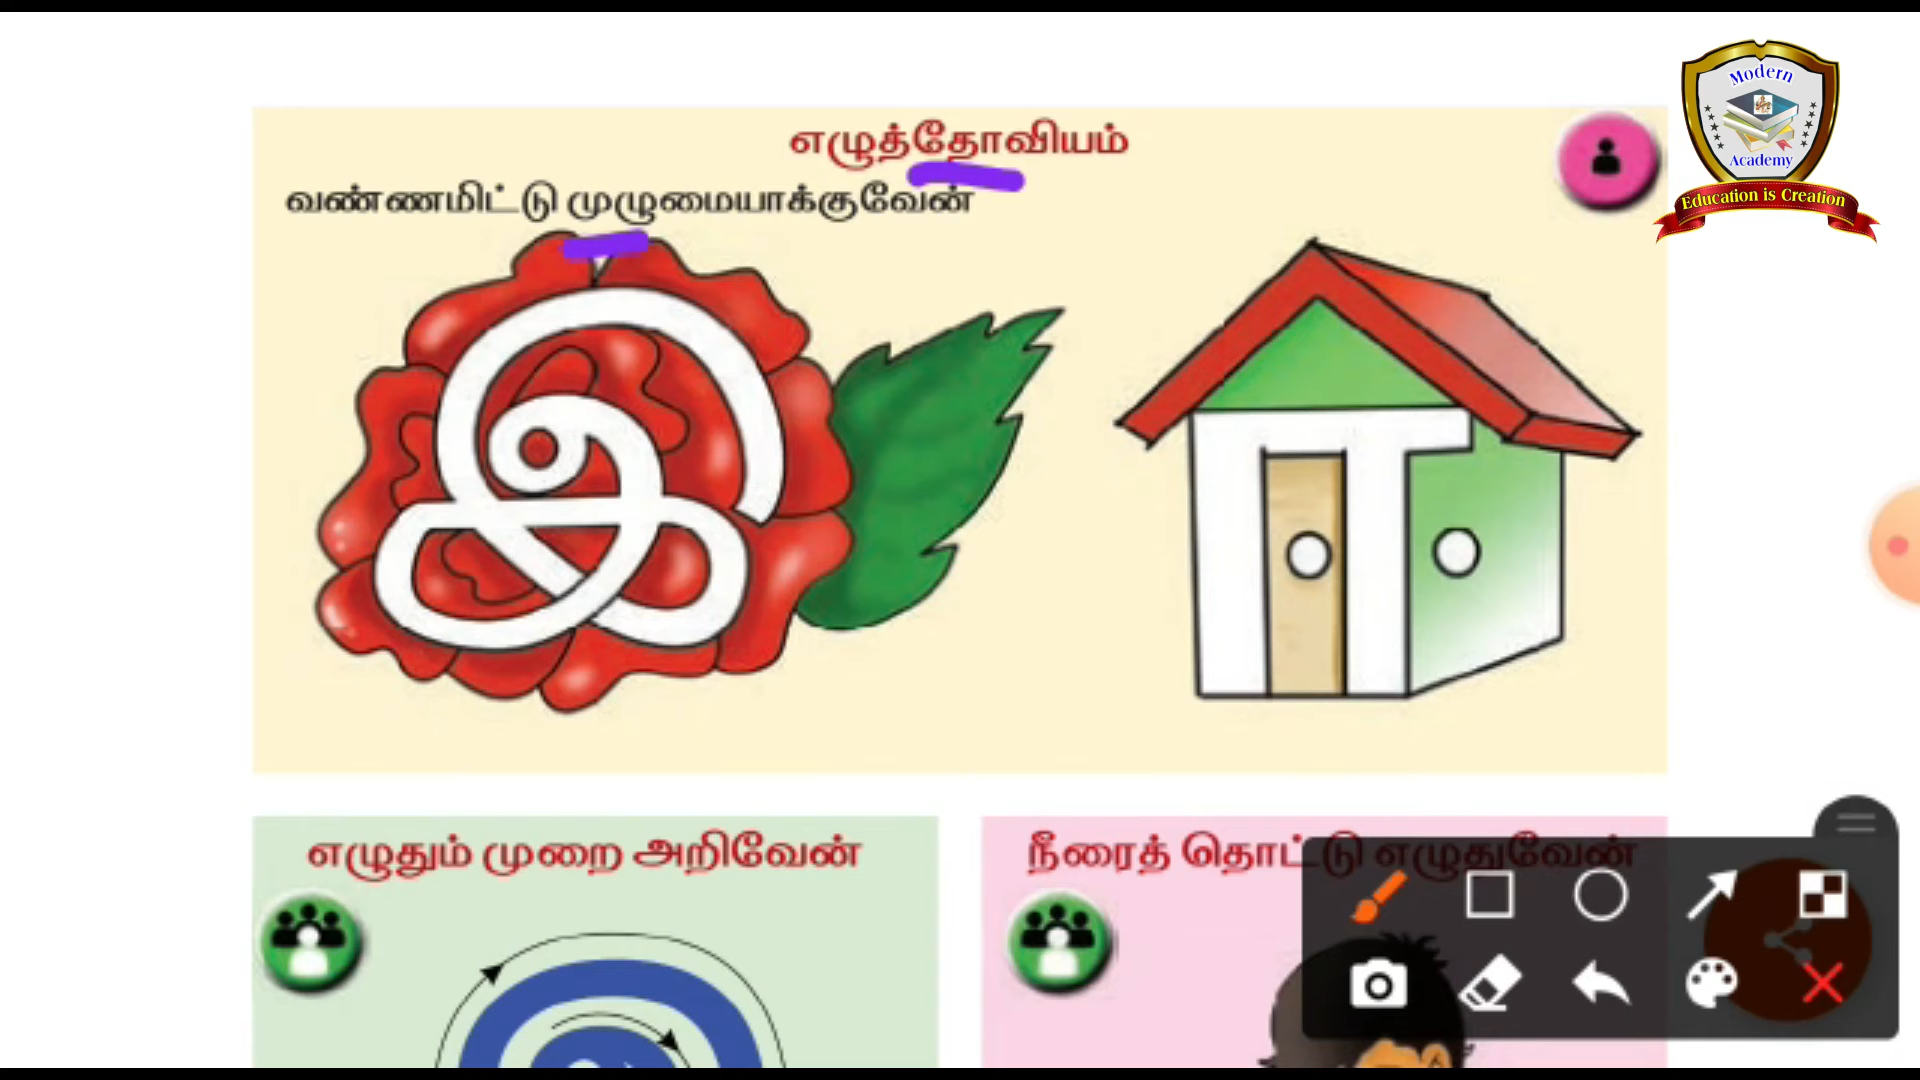 எழுத்தோவியம்
வண்ணமிட்டு முழுமையாக்குவேன்
Modern
Academy
Education is Creation
இ
எழுதும் முறை அறிவேன்
நீரைத் தொட்டு எழுதுவேன்